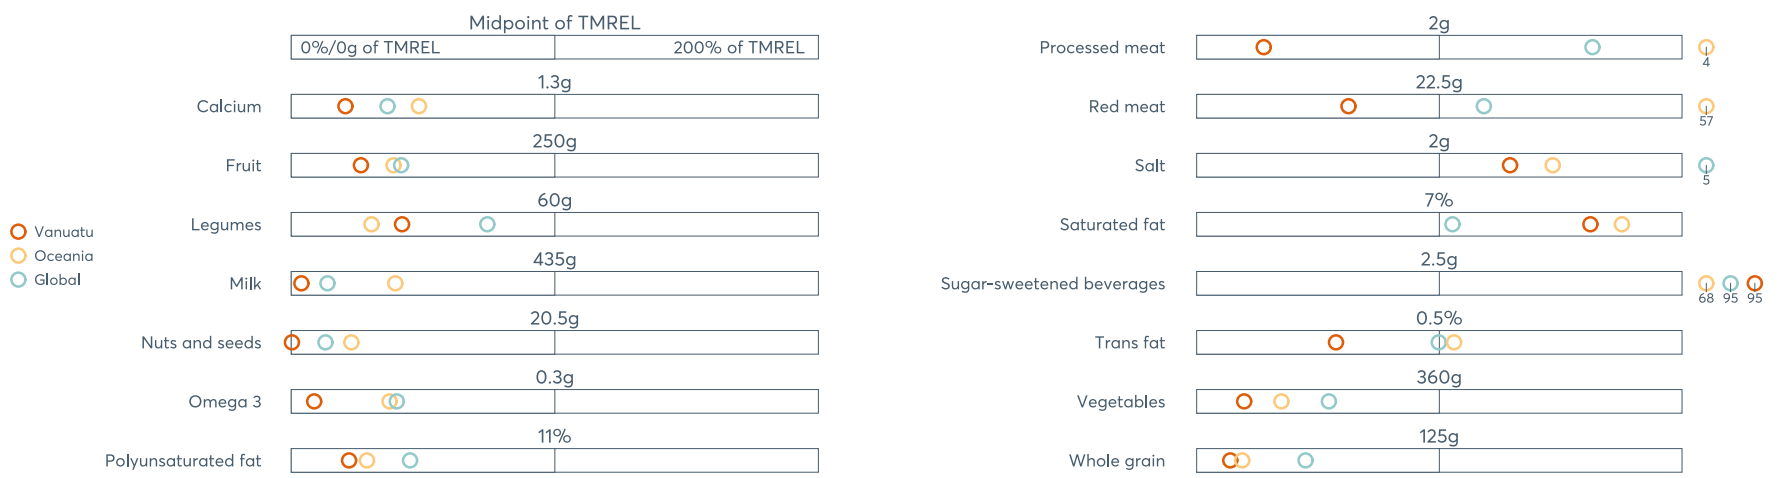 Midpoint of TMREL
0%/0g of TMREL 200% of TMREL
1.3g
Calcium
250g
Fruit
60g
Legumes
435g
Milk
20.5g
Nuts and seeds
0.3g
Omega 3
11%
Polyunsaturated fat
Vanuatu
Oceania
Global
2g
Processed meat
4
22.5g
Red meat
57
2g
Salt
5
7%
Saturated fat
2.5g
Sugar-sweetened beverages
68 95 95
0.5%
Trans fat
360g
Vegetables
125g
Whole grain